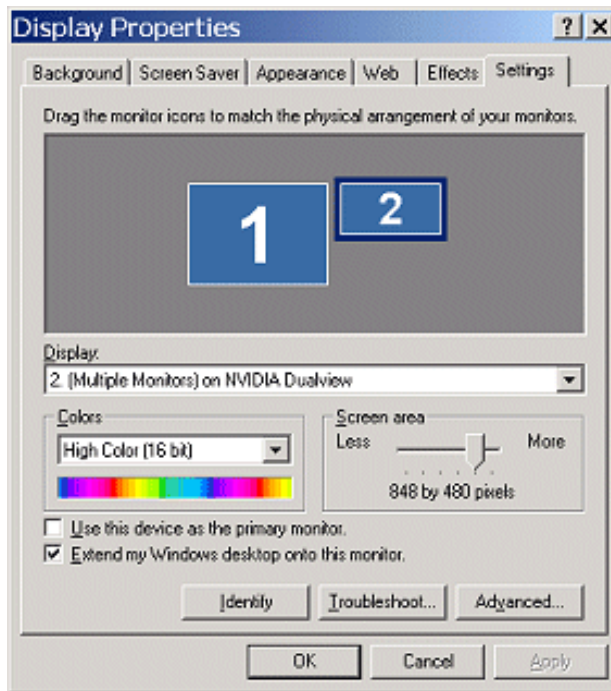 Display Properties
Background Screen Saver Appearance Web Effects Settings
Drag the monitor icons to match the physical arrangement of your monitors.
1 2
Display:
2. (Multiple Monitors) on NVIDIA Dualview
Colors
High Color (16 bit)
Screen area
Less More
848 by 480 pixels
Use this device as the primary monitor.
Extend my Windows desktop onto this monitor.
Identify Troubleshoot... Advanced...
OK Cancel Apply